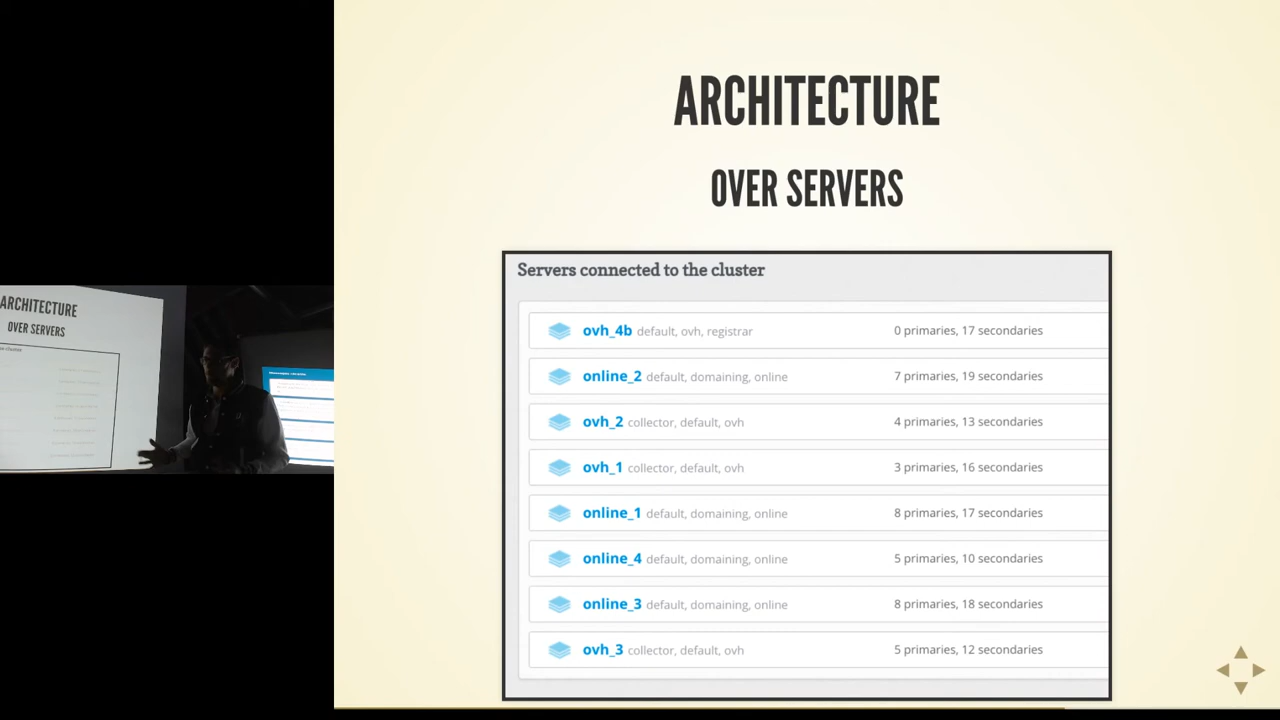 ARCHITECTURE
OVER SERVERS
Servers connected to the cluster
ovh_4b default, ovh, registrar 0 primaries, 17 secondaries
online_2 default, domaining, online 7 primaries, 19 secondaries
ovh_2 collector, default, ovh 4 primaries, 13 secondaries
ovh_1 collector, default, ovh 3 primaries, 16 secondaries
online_1 default, domaining, online 8 primaries, 17 secondaries
online_4 default, domaining, online 5 primaries, 10 secondaries
online_3 default, domaining, online 8 primaries, 18 secondaries
ovh_3 collector, default, ovh 5 primaries, 12 secondaries
ARCHITECTURE
OVER SERVERS